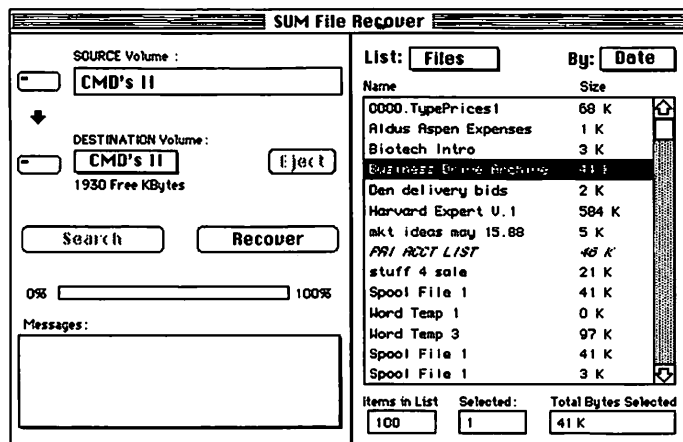 SUM File Recover
SOURCE Volume :
CMD's II
DESTINATION Volume :
CMD's II
Eject
1930 Free KBytes
Search
Recover
0% 100%
Messages:
List: Files By: Date
Name Size
0000.TypePrices1 68 K
Aldus Aspen Expenses 1 K
Biotech Intro 3 K
Business Drive Archive 41 K
Den delivery bids 2 K
Harvard Expert V.1 584 K
mkt ideas may 15.88 5 K
PRI ACCT LIST 46 K
stuff 4 sale 21 K
Spool File 1 41 K
Word Temp 1 0 K
Word Temp 3 97 K
Spool File 1 41 K
Spool File 1 3 K
Items in List Selected: Total Bytes Selected
100 1 41 K